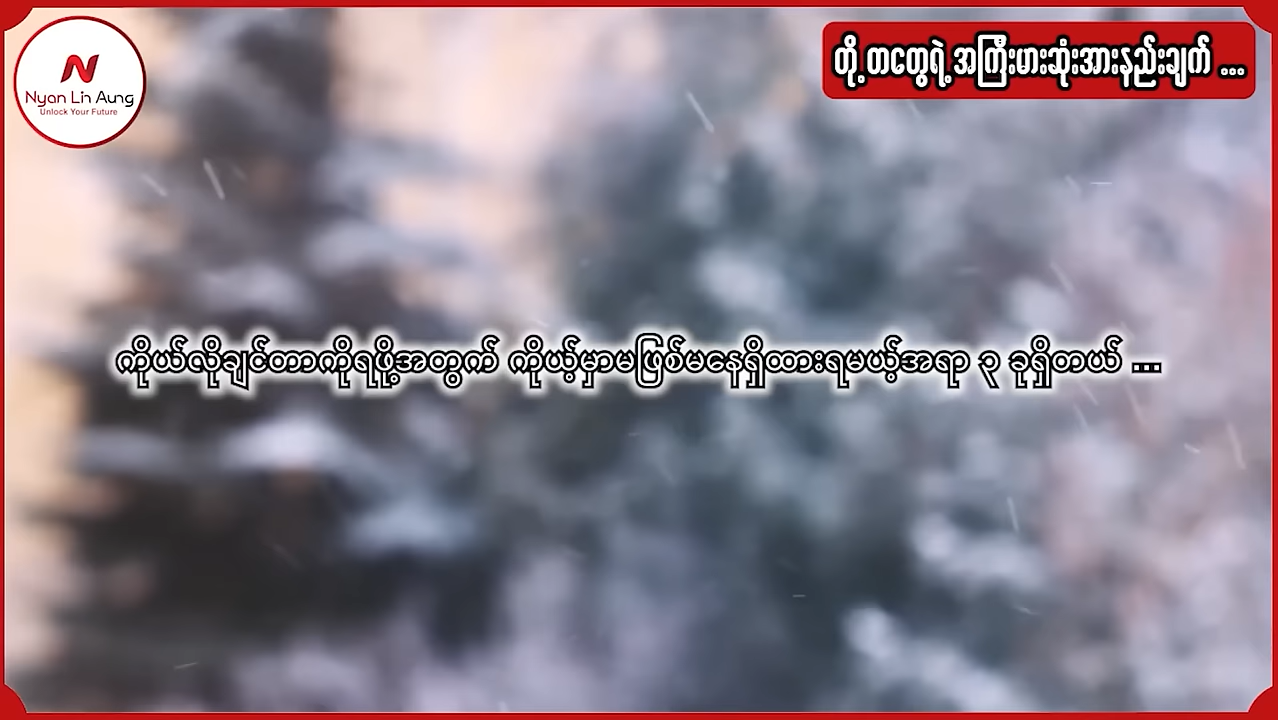 N
Nyan Lin Aung
Unlock Your Future
တို့တတွေရဲ့အကြီးမားဆုံးအားနည်းချက် ...
ကိုယ်လိုချင်တာကိုရဖို့အတွက် ကိုယ့်မှာမဖြစ်မနေရှိထားရမယ့်အရာ ၃ ခုရှိတယ် ...